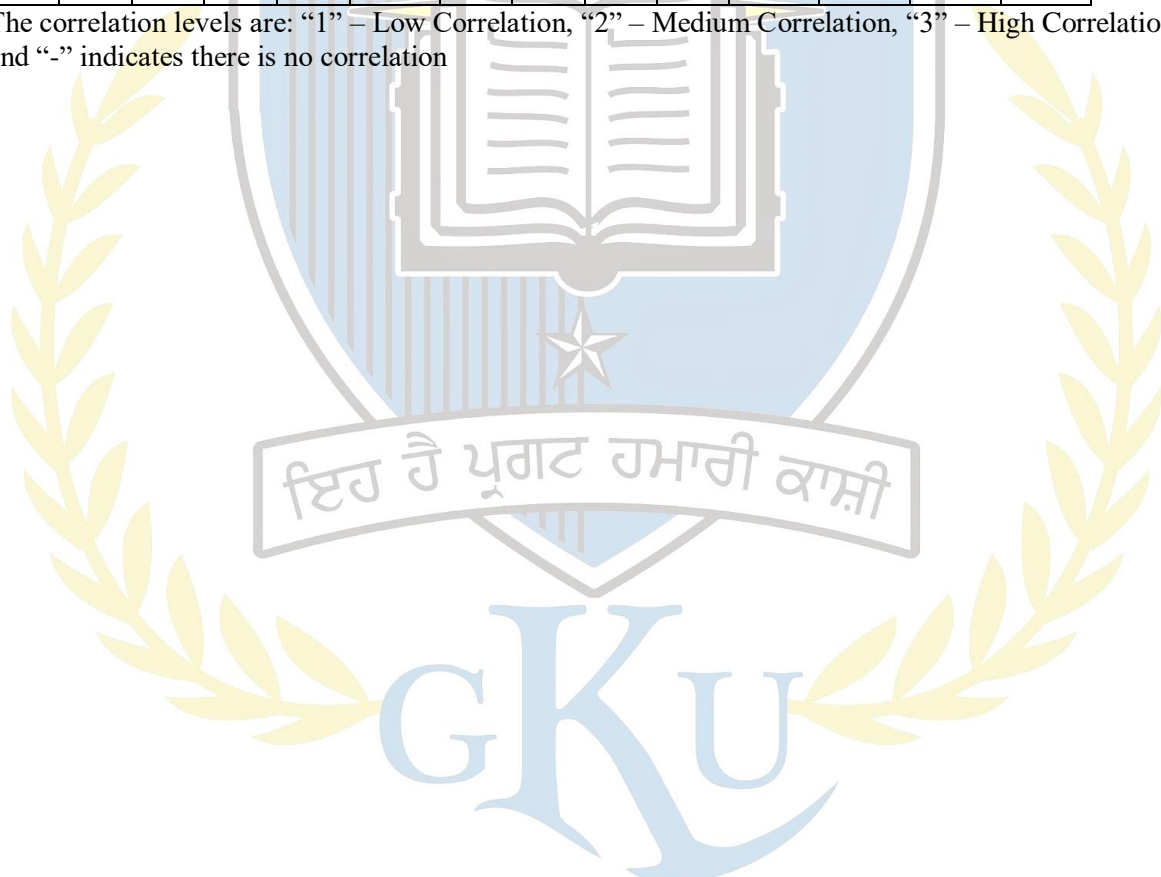 The correlation levels are: “1” – Low Correlation, “2” – Medium Correlation, “3” – High Correlatio
nd “-” indicates there is no correlation
ਇਹ ਹੈ ਪ੍ਰਗਟ ਹਮਾਰੀ ਕਾਸ਼ੀ
GKU